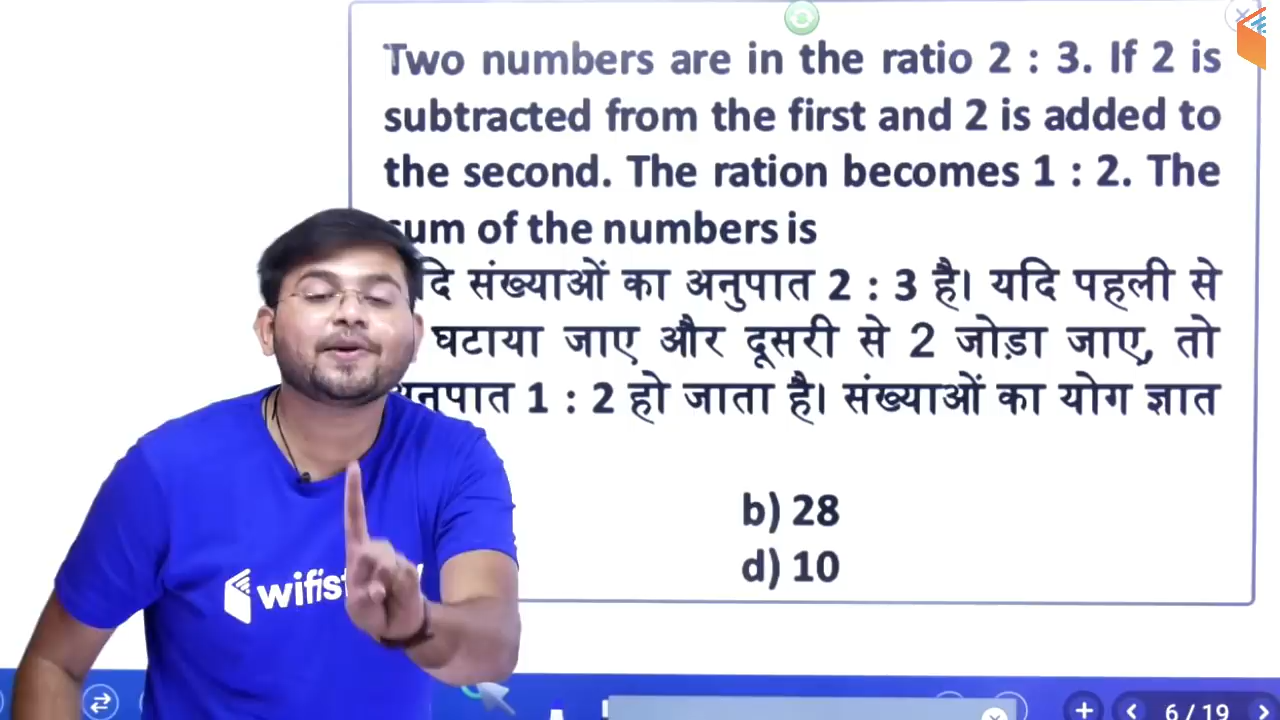 Two numbers are in the ratio 2 : 3. If 2 is
subtracted from the first and 2 is added to
the second. The ration becomes 1 : 2. The
sum of the numbers is
संख्याओं का अनुपात 2 : 3 है। यदि पहली से
घटाया जाए और दूसरी से 2 जोड़ा जाए, तो
1 : 2 हो जाता है। संख्याओं का योग ज्ञात
b) 28
d) 10
6 / 19